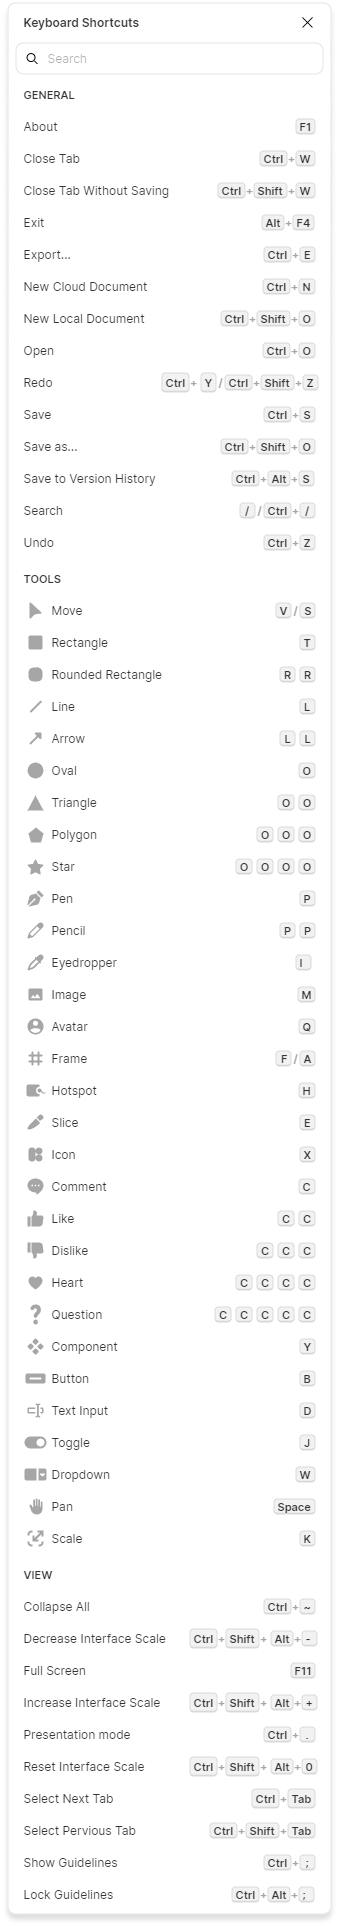 Keyboard Shortcuts
Search
GENERAL
About F1
Close Tab Ctrl + W
Close Tab Without Saving Ctrl + Shift + W
Exit Alt + F4
Export... Ctrl + E
New Cloud Document Ctrl + N
New Local Document Ctrl + Shift + O
Open Ctrl + O
Redo Ctrl + Y / Ctrl + Shift + Z
Save Ctrl + S
Save as... Ctrl + Shift + O
Save to Version History Ctrl + Alt + S
Search / / Ctrl + /
Undo Ctrl + Z
TOOLS
Move V / S
Rectangle T
Rounded Rectangle R R
Line L
Arrow L L
Oval O
Triangle O O
Polygon O O O
Star O O O O
Pen P
Pencil P P
Eyedropper I
Image M
Avatar Q
Frame F / A
Hotspot H
Slice E
Icon X
Comment C
Like C C
Dislike C C C
Heart C C C C
Question C C C C C
Component Y
Button B
Text Input D
Toggle J
Dropdown W
Pan Space
Scale K
VIEW
Collapse All Ctrl + ~
Decrease Interface Scale Ctrl + Shift + Alt + -
Full Screen F11
Increase Interface Scale Ctrl + Shift + Alt + +
Presentation mode Ctrl + .
Reset Interface Scale Ctrl + Shift + Alt + 0
Select Next Tab Ctrl + Tab
Select Pervious Tab Ctrl + Shift + Tab
Show Guidelines Ctrl + ;
Lock Guidelines Ctrl + Alt + ;